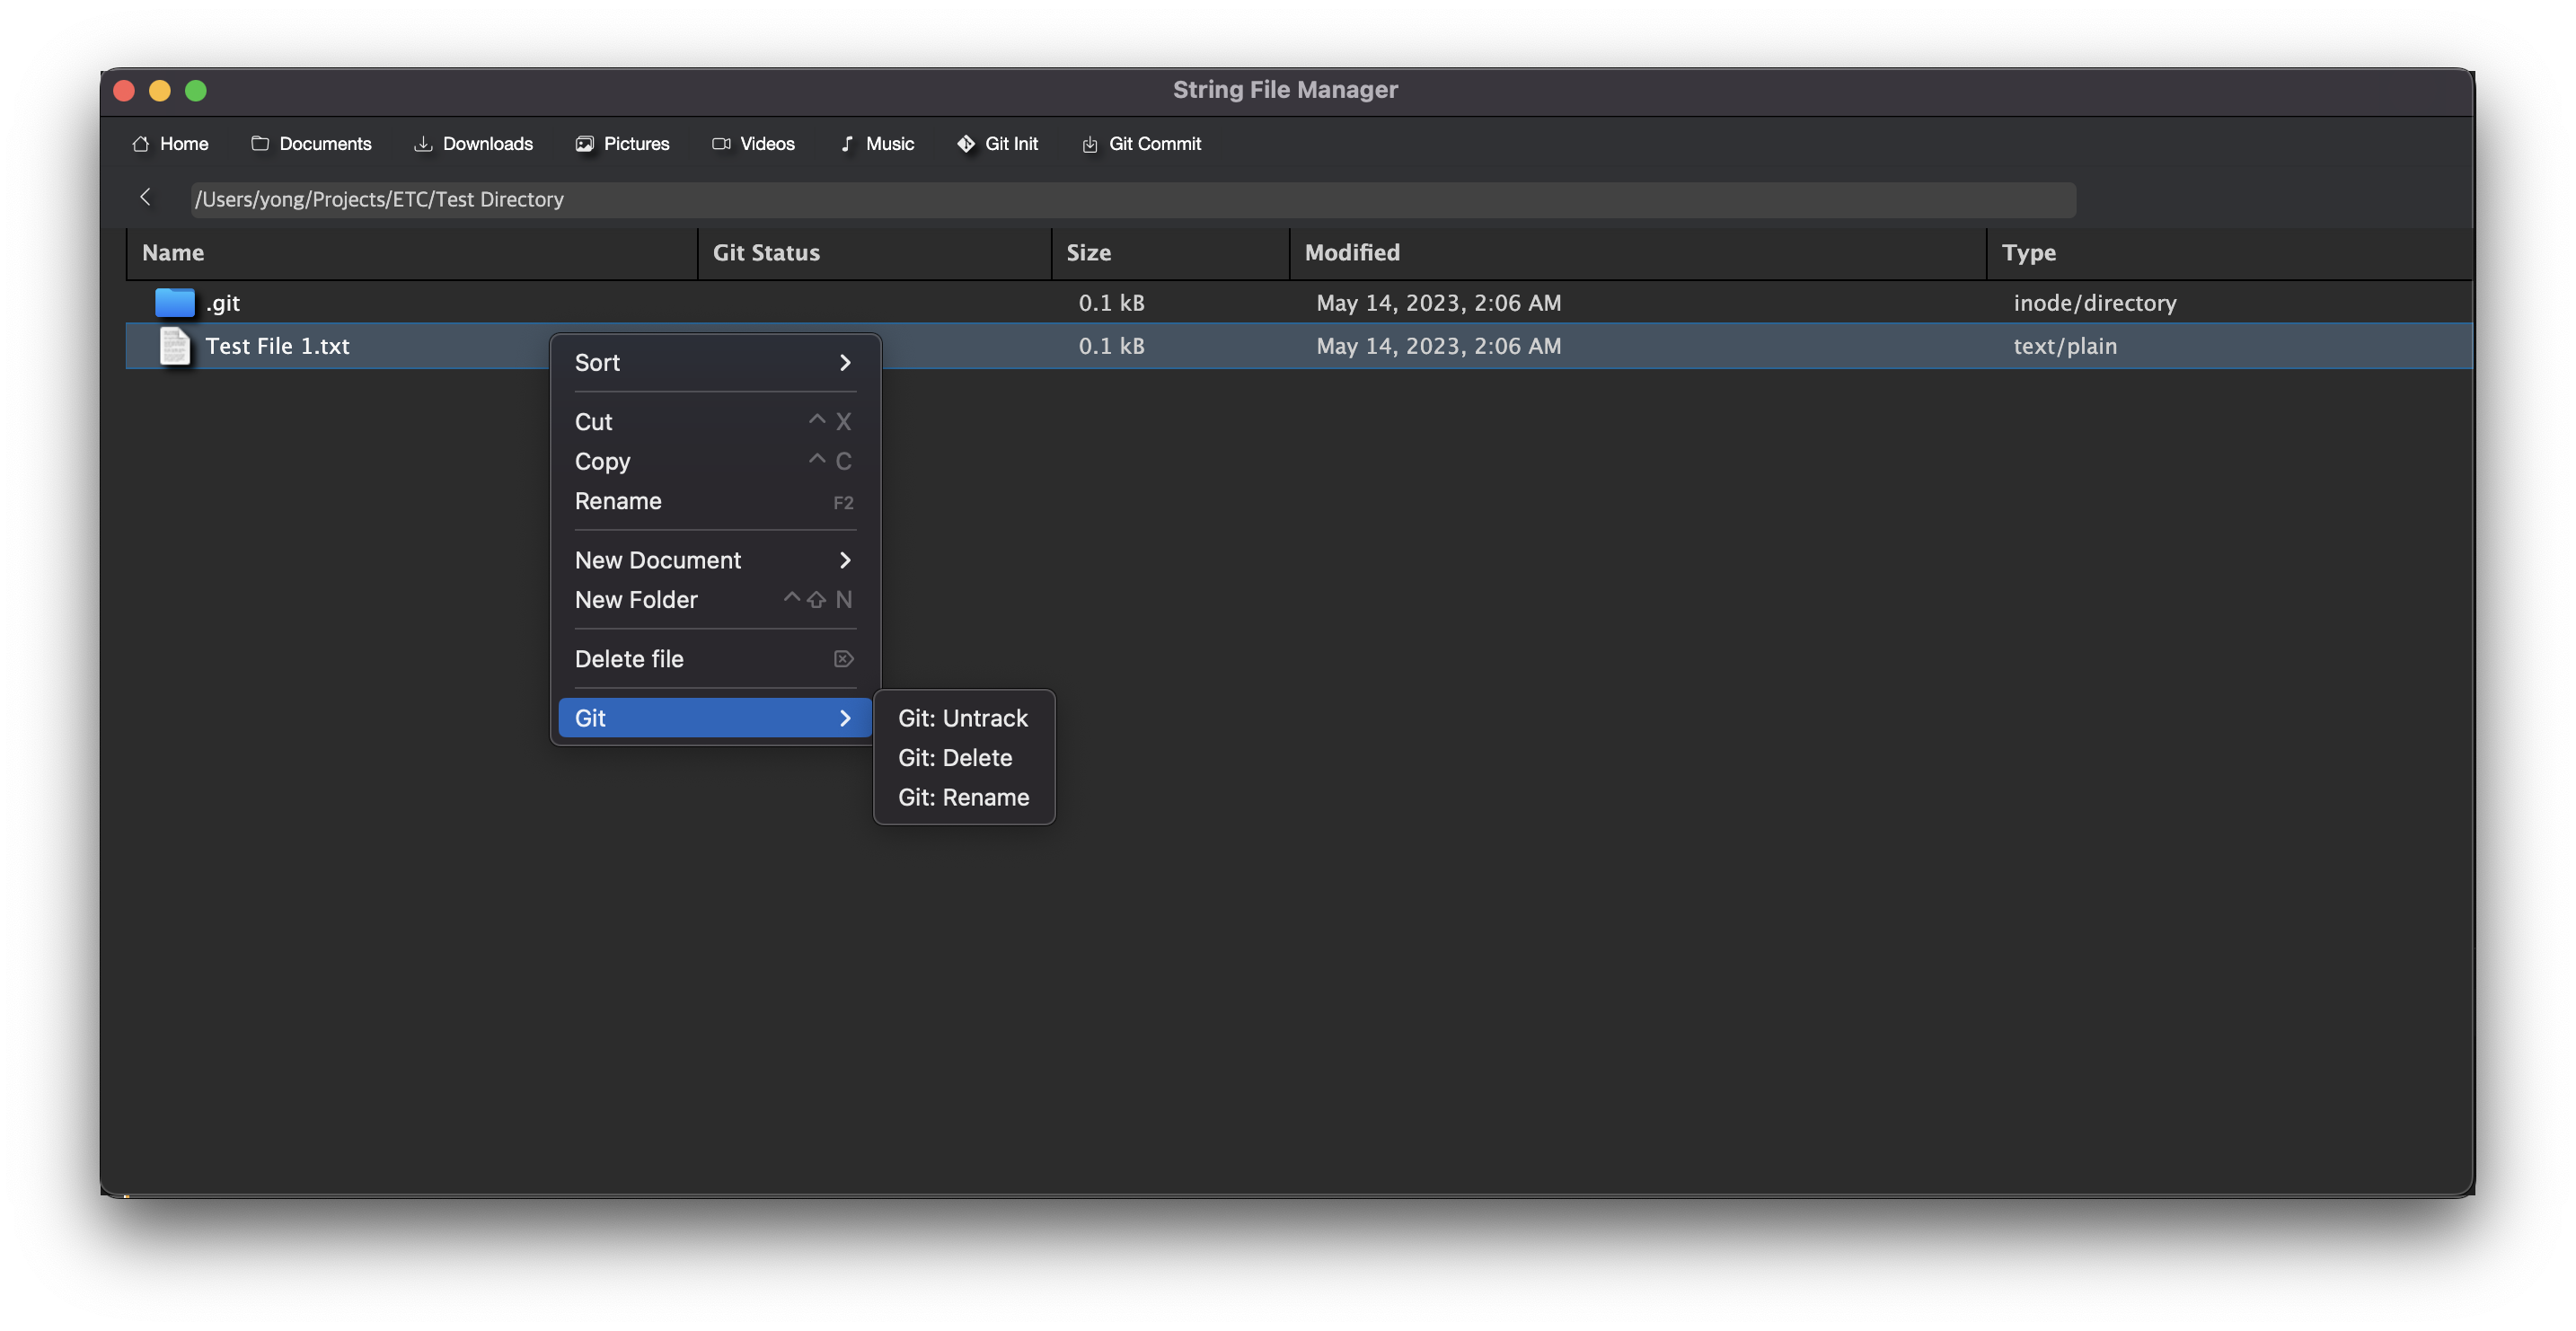 String File Manager
Home Documents Downloads Pictures Videos Music Git Init Git Commit
/Users/yong/Projects/ETC/Test Directory
Name Git Status Size Modified Type
.git 0.1 kB May 14, 2023, 2:06 AM inode/directory
Test File 1.txt 0.1 kB May 14, 2023, 2:06 AM text/plain
Sort
Cut ^ X
Copy ^ C
Rename F2
New Document
New Folder ^⇧ N
Delete file ⌦
Git
Git: Untrack
Git: Delete
Git: Rename